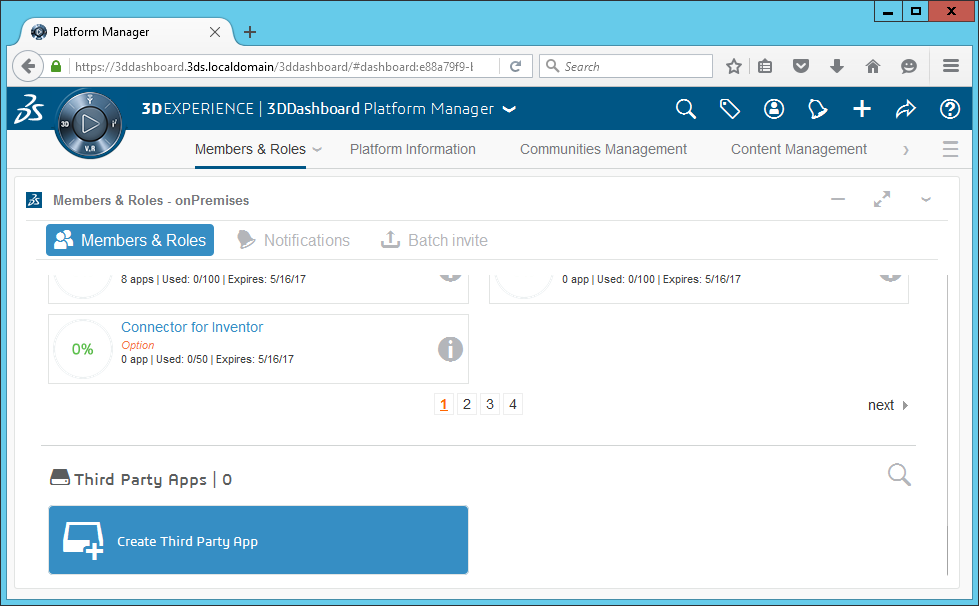 Platform Manager
https://3ddashboard.3ds.localdomain/3ddashboard/#dashboard:e88a79f9-
Search
3DEXPERIENCE | 3DDashboard Platform Manager
3D
V,R
Members & Roles
Platform Information
Communities Management
Content Management
Members & Roles - onPremises
Members & Roles
Notifications
Batch invite
8 apps | Used: 0/100 | Expires: 5/16/17
0 app | Used: 0/100 | Expires: 5/16/17
0%
Connector for Inventor
Option
0 app | Used: 0/50 | Expires: 5/16/17
1 2 3 4
next
Third Party Apps | 0
Create Third Party App